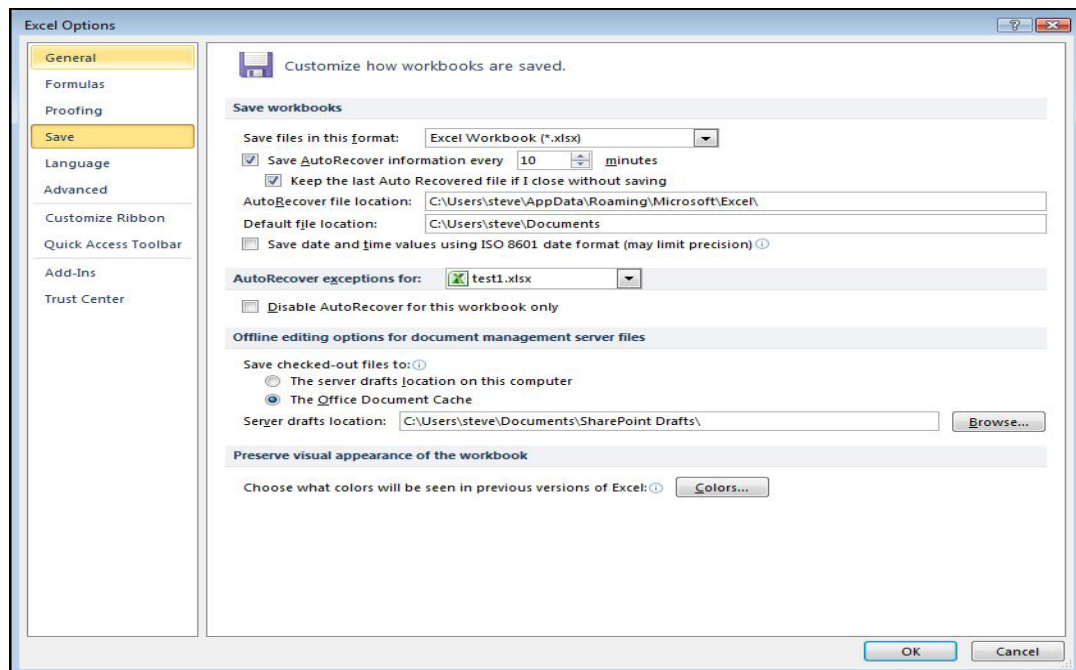 Excel Options
General
Formulas
Proofing
Save
Language
Advanced
Customize Ribbon
Quick Access Toolbar
Add-Ins
Trust Center
Customize how workbooks are saved.
Save workbooks
Save files in this format: Excel Workbook (*.xlsx)
Save AutoRecover information every 10 minutes
Keep the last Auto Recovered file if I close without saving
AutoRecover file location: C:\Users\steve\AppData\Roaming\Microsoft\Excel\
Default file location: C:\Users\steve\Documents
Save date and time values using ISO 8601 date format (may limit precision)
AutoRecover exceptions for: test1.xlsx
Disable AutoRecover for this workbook only
Offline editing options for document management server files
Save checked-out files to:
The server drafts location on this computer
The Office Document Cache
Server drafts location: C:\Users\steve\Documents\SharePoint Drafts\
Browse...
Preserve visual appearance of the workbook
Choose what colors will be seen in previous versions of Excel: Colors...
OK Cancel